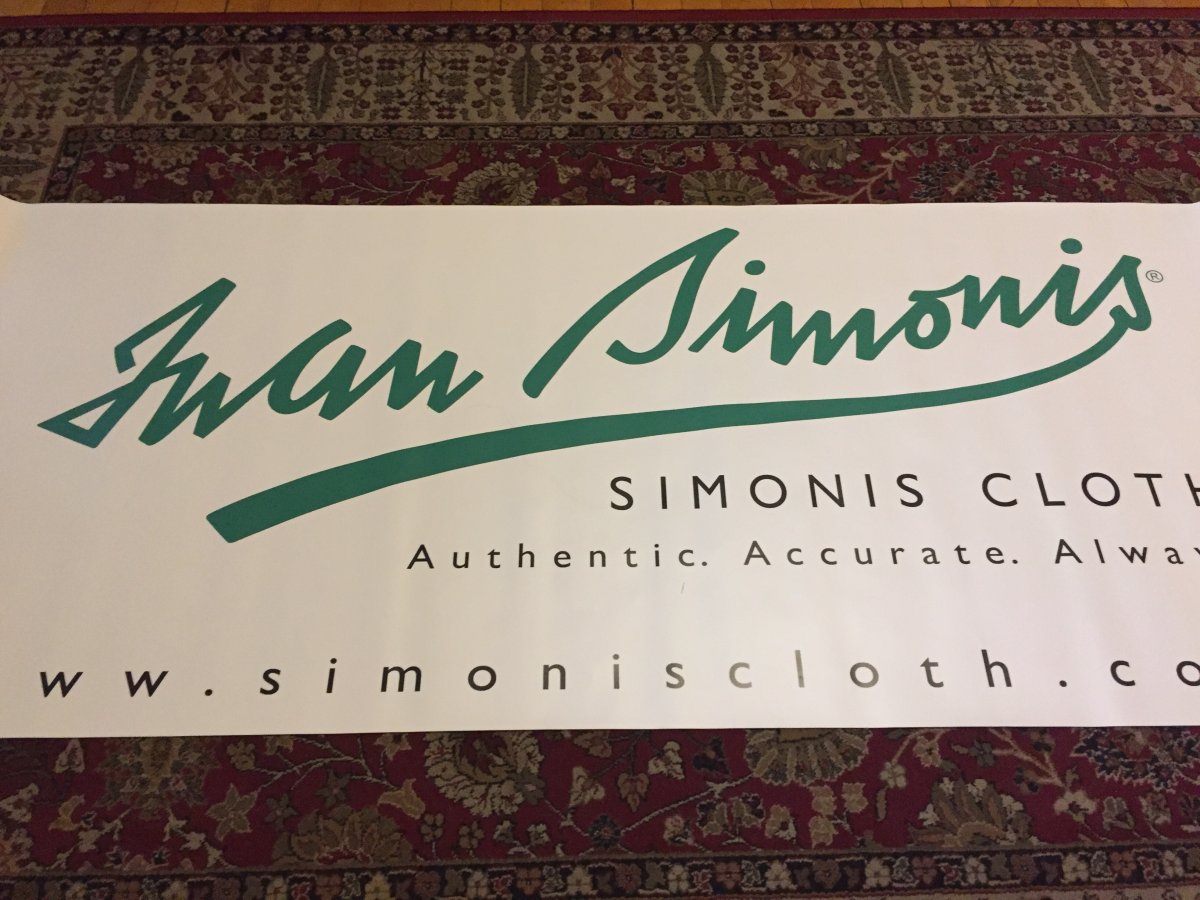 Iwan Simonis®
SIMONIS CLOTH
Authentic. Accurate. Alway
ww.simoniscloth.co